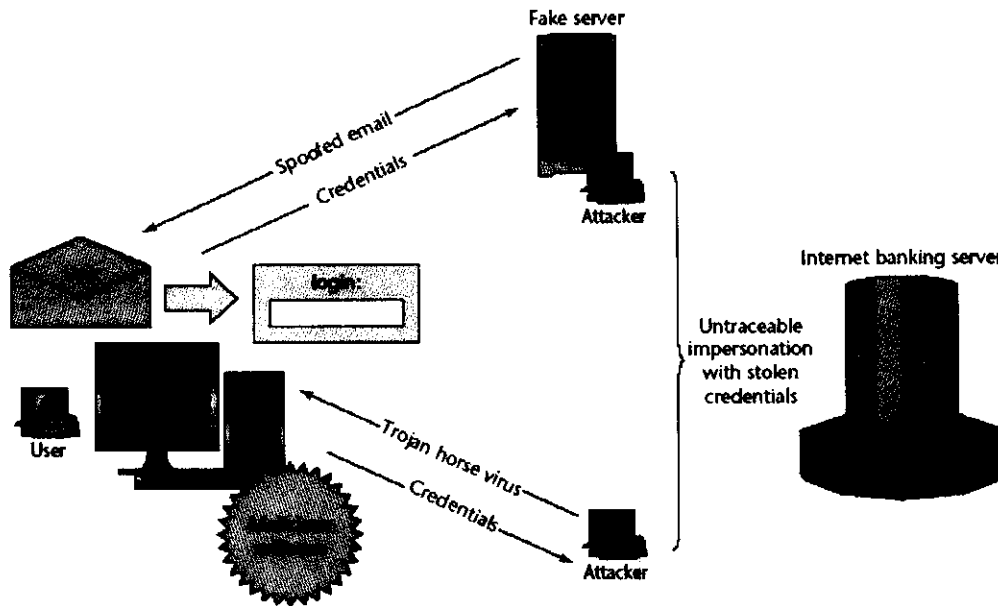 Fake server
Spoofed email
Credentials
Attacker
Internet banking server
login:
Untraceable
impersonation
with stolen
credentials
User
Trojan horse virus
Credentials
Attacker